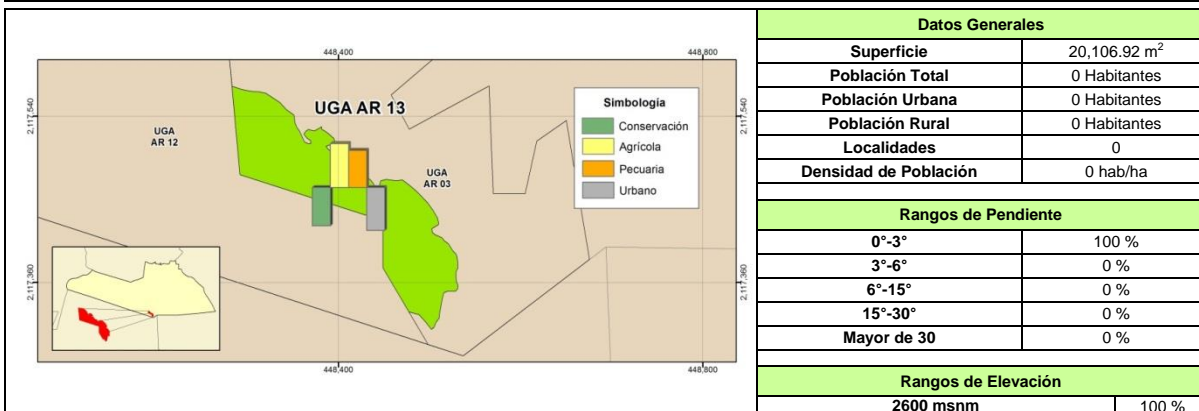 448,400
448,800
2,117,540
2,117,540
UGA AR 13
UGA
AR 12
UGA
AR 03
Simbología
Conservación
Agrícola
Pecuaria
Urbano
2,117,360
2,117,360
448,400
448,800
Datos Generales
Superficie 20,106.92 m²
Población Total 0 Habitantes
Población Urbana 0 Habitantes
Población Rural 0 Habitantes
Localidades 0
Densidad de Población 0 hab/ha
Rangos de Pendiente
0°-3° 100 %
3°-6° 0 %
6°-15° 0 %
15°-30° 0 %
Mayor de 30 0 %
Rangos de Elevación
2600 msnm 100 %